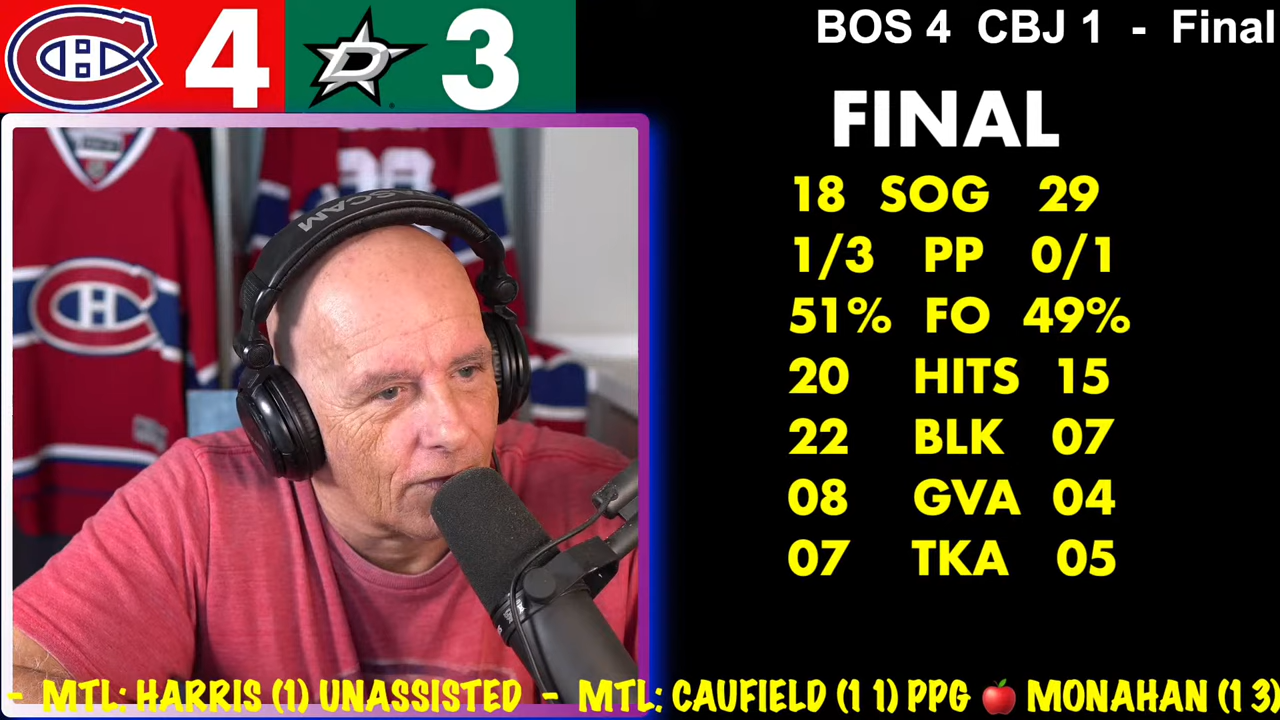 4
3
BOS 4 CBJ 1 - Final
FINAL
18 SOG 29
1/3 PP 0/1
51% FO 49%
20 HITS 15
22 BLK 07
08 GVA 04
07 TKA 05
TASCAM
- MTL: HARRIS (1) UNASSISTED - MTL: CAUFIELD (1 1) PPG 🍎 MONAHAN (1 3)